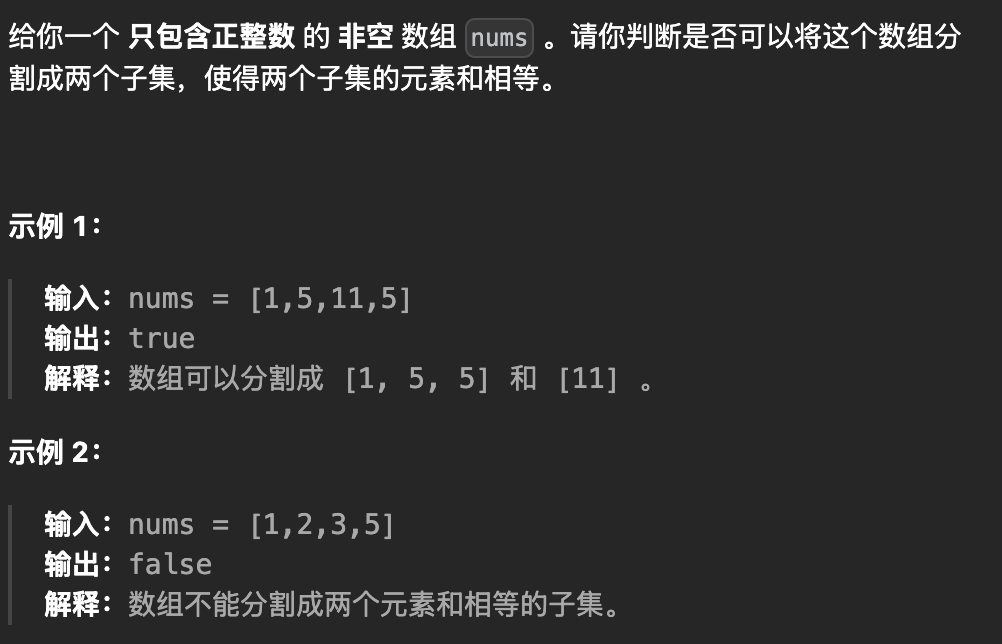 给你一个 只包含正整数 的 非空 数组 nums 。请你判断是否可以将这个数组分
割成两个子集，使得两个子集的元素和相等。
示例 1：
输入：nums = [1,5,11,5]
输出：true
解释：数组可以分割成 [1, 5, 5] 和 [11] 。
示例 2：
输入：nums = [1,2,3,5]
输出：false
解释：数组不能分割成两个元素和相等的子集。